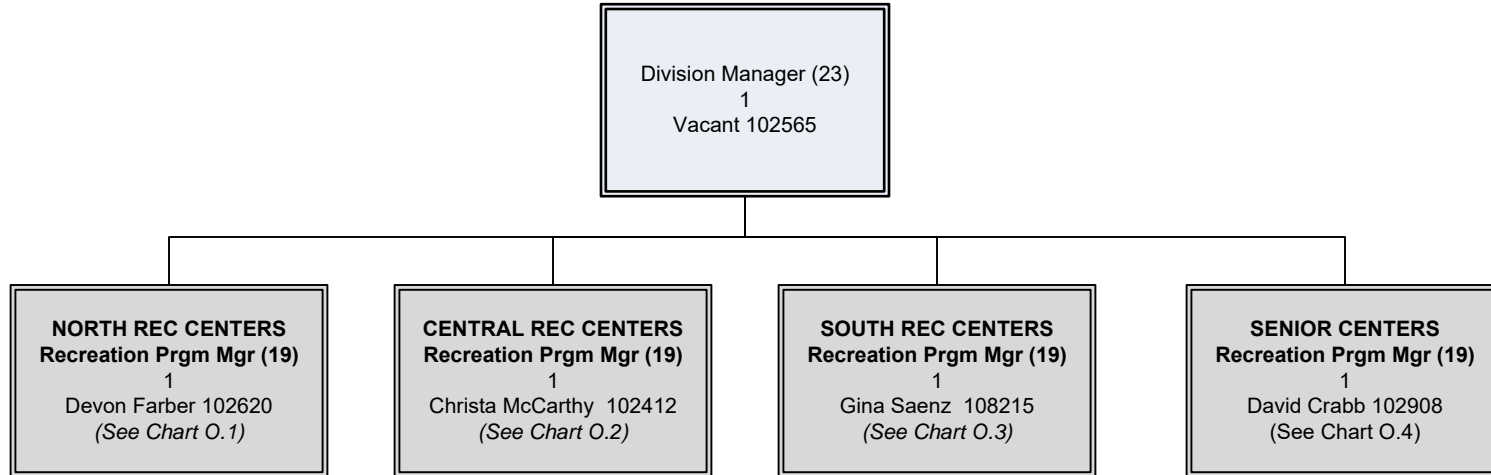 Division Manager (23)
1
Vacant 102565
NORTH REC CENTERS
Recreation Prgm Mgr (19)
1
Devon Farber 102620
(See Chart O.1)
CENTRAL REC CENTERS
Recreation Prgm Mgr (19)
1
Christa McCarthy  102412
(See Chart O.2)
SOUTH REC CENTERS
Recreation Prgm Mgr (19)
1
Gina Saenz  108215
(See Chart O.3)
SENIOR CENTERS
Recreation Prgm Mgr (19)
1
David Crabb 102908
(See Chart O.4)